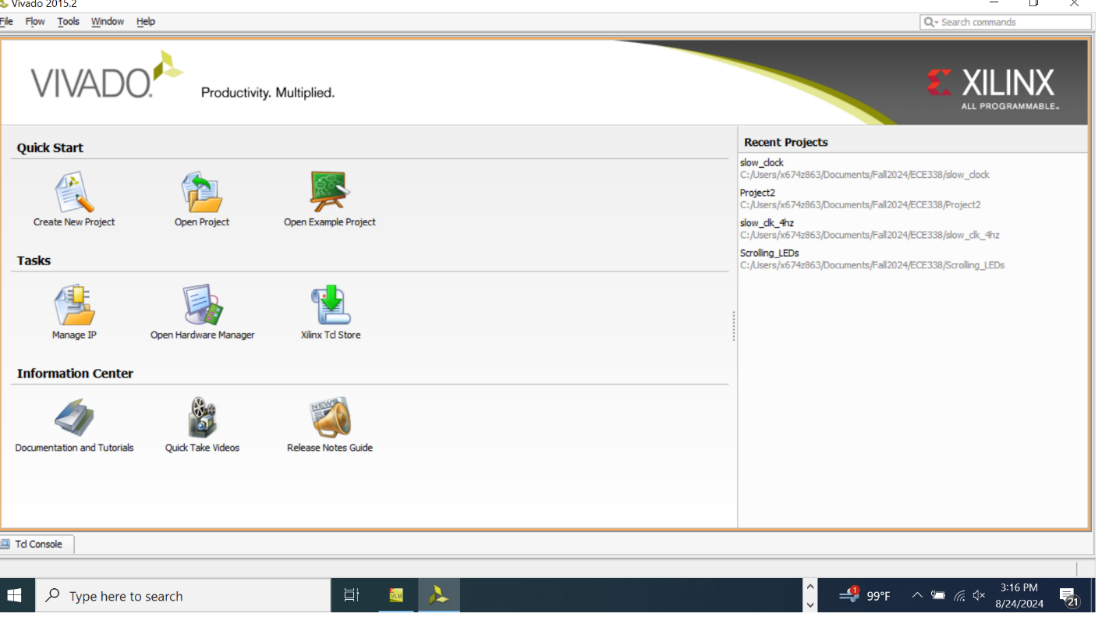 Vivado 2015.2
File Flow Tools Window Help
Search commands
VIVADO.
Productivity. Multiplied.
XILINX
ALL PROGRAMMABLE.
Quick Start
Create New Project
Open Project
Open Example Project
Tasks
Manage IP
Open Hardware Manager
Xilinx Tcl Store
Information Center
Documentation and Tutorials
Quick Take Videos
Release Notes Guide
Recent Projects
slow_clock
C:/Users/x674z863/Documents/Fall2024/ECE338/slow_clock
Project2
C:/Users/x674z863/Documents/Fall2024/ECE338/Project2
slow_clk_4hz
C:/Users/x674z863/Documents/Fall2024/ECE338/slow_clk_4hz
Scrolling_LEDs
C:/Users/x674z863/Documents/Fall2024/ECE338/Scrolling_LEDs
Tcl Console
Type here to search
1
99°F
3:16 PM
8/24/2024
21